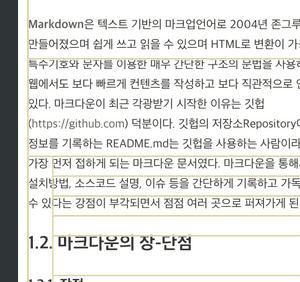 Markdown은 텍스트 기반의 마크업언어로 2004년 존그루
만들어졌으며 쉽게 쓰고 읽을 수 있으며 HTML로 변환이 가
특수기호와 문자를 이용한 매우 간단한 구조의 문법을 사용하
웹에서도 보다 빠르게 컨텐츠를 작성하고 보다 직관적으로 인
있다. 마크다운이 최근 각광받기 시작한 이유는 깃헙
(https://github.com) 덕분이다. 깃헙의 저장소Repository에
정보를 기록하는 README.md는 깃헙을 사용하는 사람이라
가장 먼저 접하게 되는 마크다운 문서였다. 마크다운을 통해
설치방법, 소스코드 설명, 이슈 등을 간단하게 기록하고 가독
수 있다는 강점이 부각되면서 점점 여러 곳으로 퍼져가게 된
1.2. 마크다운의 장-단점